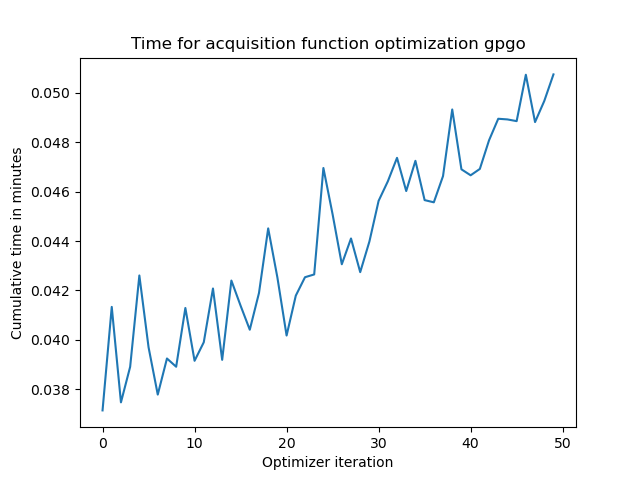 Time for acquisition function optimization gpgo
Cumulative time in minutes
0.050
0.048
0.046
0.044
0.042
0.040
0.038
0 10 20 30 40 50
Optimizer iteration